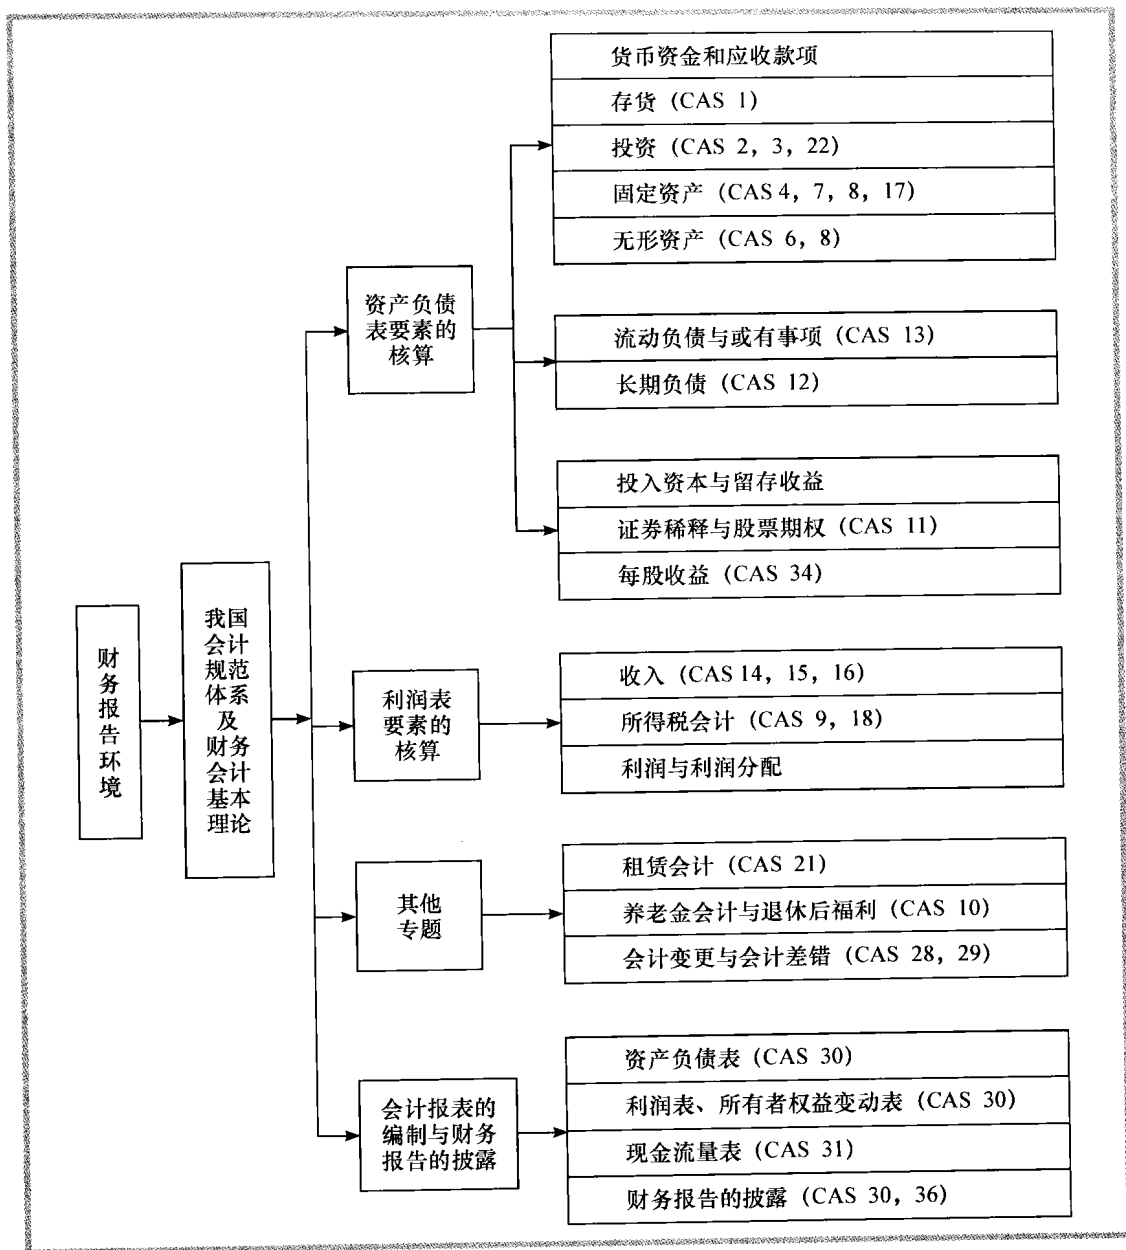 财
务
报
告
环
境
我国
会计
规范
体系
及
财务
会计
基本
理论
资产负债
表要素的
核算
货币资金和应收款项
存货（CAS 1）
投资（CAS 2，3，22）
固定资产（CAS 4，7，8，17）
无形资产（CAS 6，8）
流动负债与或有事项（CAS 13）
长期负债（CAS 12）
投入资本与留存收益
证券稀释与股票期权（CAS 11）
每股收益（CAS 34）
利润表
要素的
核算
收入（CAS 14，15，16）
所得税会计（CAS 9，18）
利润与利润分配
其他
专题
租赁会计（CAS 21）
养老金会计与退休后福利（CAS 10）
会计变更与会计差错（CAS 28，29）
会计报表的
编制与财务
报告的披露
资产负债表（CAS 30）
利润表、所有者权益变动表（CAS 30）
现金流量表（CAS 31）
财务报告的披露（CAS 30，36）